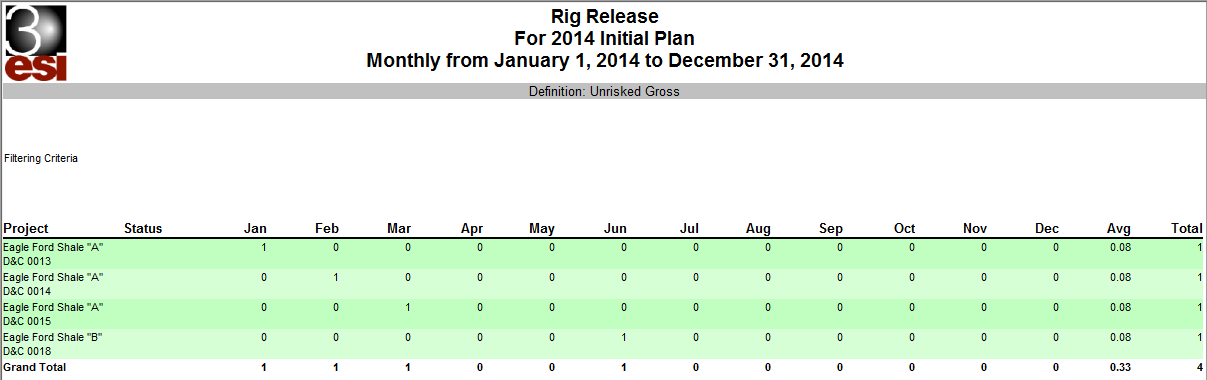 3
esi
Rig Release
For 2014 Initial Plan
Monthly from January 1, 2014 to December 31, 2014
Definition: Unrisked Gross
Filtering Criteria
Project Status Jan Feb Mar Apr May Jun Jul Aug Sep Oct Nov Dec Avg Total
Eagle Ford Shale "A" 1 0 0 0 0 0 0 0 0 0 0 0 0.08 1
D&C 0013
Eagle Ford Shale "A" 0 1 0 0 0 0 0 0 0 0 0 0 0.08 1
D&C 0014
Eagle Ford Shale "A" 0 0 1 0 0 0 0 0 0 0 0 0 0.08 1
D&C 0015
Eagle Ford Shale "B" 0 0 0 0 0 1 0 0 0 0 0 0 0.08 1
D&C 0018
Grand Total 1 1 1 0 0 1 0 0 0 0 0 0 0.33 4